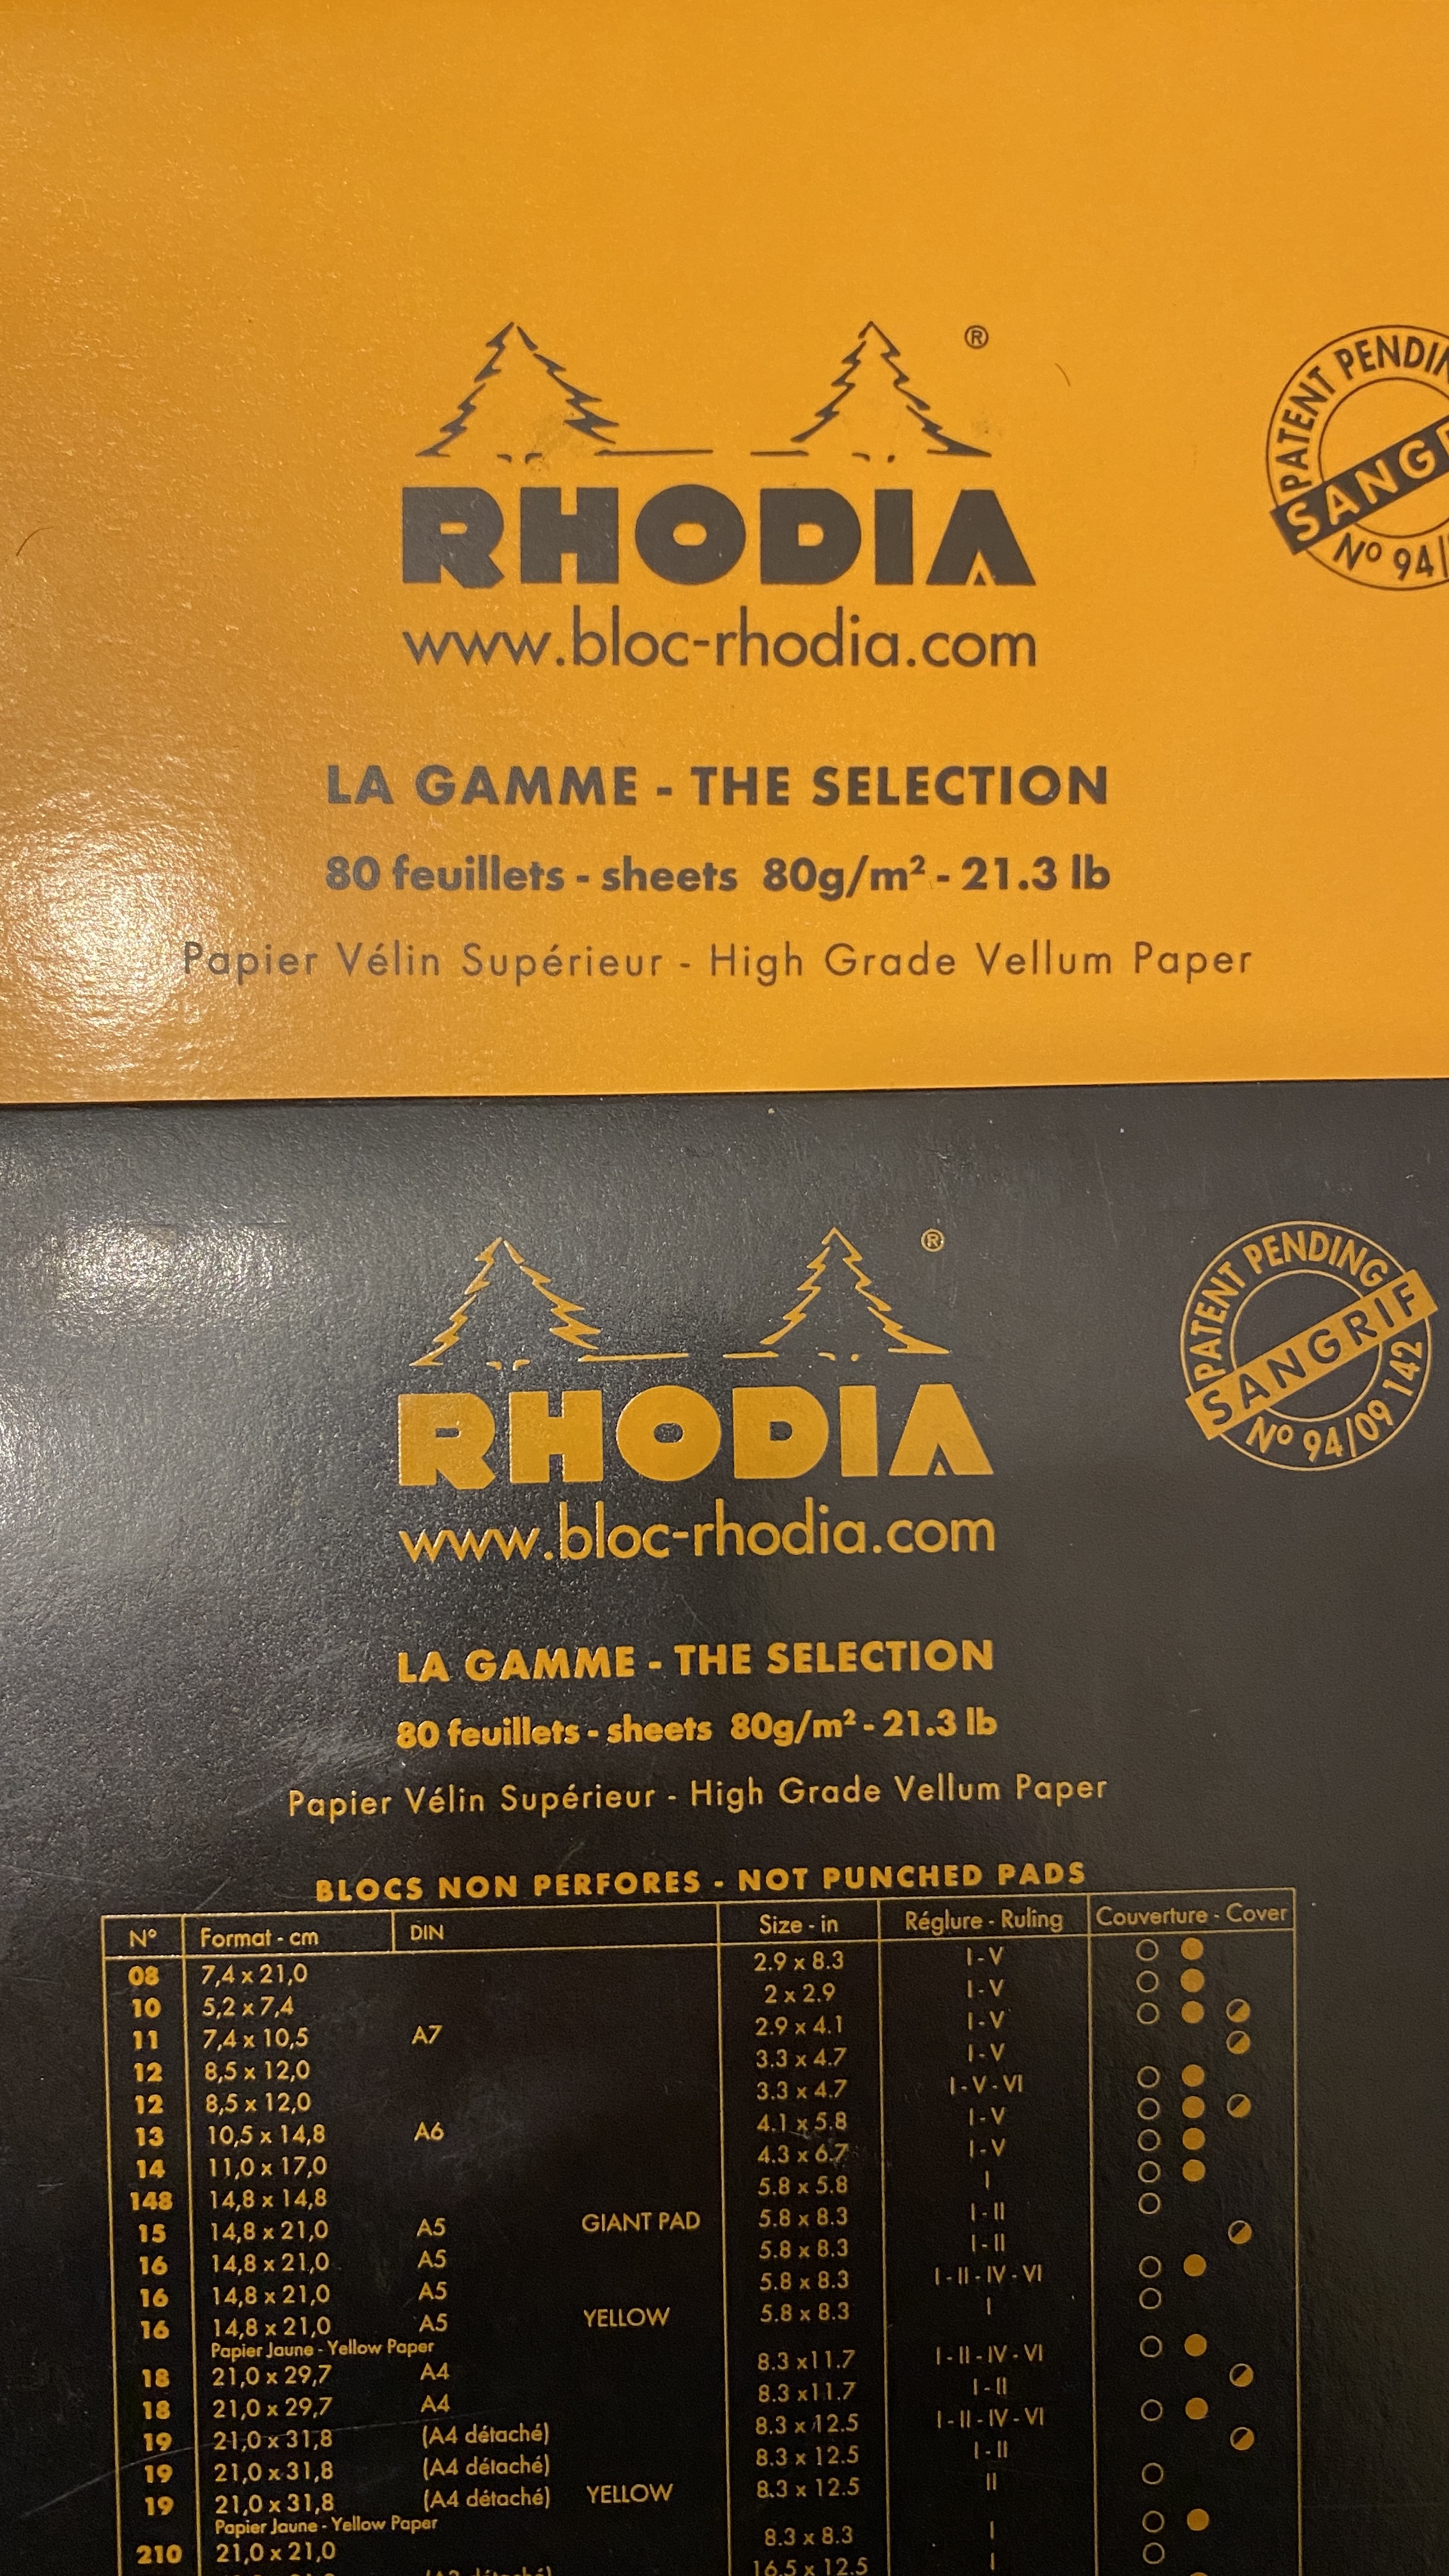 ®
RHODIA
www.bloc-rhodia.com
PATENT PENDIN
SANG
Nº 94/
LA GAMME - THE SELECTION
80 feuillets - sheets 80g/m² - 21.3 lb
Papier Vélin Supérieur - High Grade Vellum Paper
®
RHODIA
www.bloc-rhodia.com
PATENT PENDING
SANGRIF
Nº 94/09 142
LA GAMME - THE SELECTION
80 feuillets - sheets 80g/m² - 21.3 lb
Papier Vélin Supérieur - High Grade Vellum Paper
BLOCS NON PERFORES - NOT PUNCHED PADS
Nº Format - cm DIN Size - in Réglure - Ruling Couverture - Cover
08 7,4 x 21,0 2.9 x 8.3 I - V
10 5,2 x 7,4 2 x 2.9 I - V
11 7,4 x 10,5 A7 2.9 x 4.1 I - V
12 8,5 x 12,0 3.3 x 4.7 I - V
12 8,5 x 12,0 3.3 x 4.7 I - V - VI
13 10,5 x 14,8 A6 4.1 x 5.8 I - V
14 11,0 x 17,0 4.3 x 6.7 I - V
148 14,8 x 14,8 5.8 x 5.8 I
15 14,8 x 21,0 A5 GIANT PAD 5.8 x 8.3 I - II
16 14,8 x 21,0 A5 5.8 x 8.3 I - II
16 14,8 x 21,0 A5 5.8 x 8.3 I - II - IV - VI
16 14,8 x 21,0 A5 YELLOW 5.8 x 8.3 I
Papier Jaune - Yellow Paper
18 21,0 x 29,7 A4 8.3 x11.7 I - II - IV - VI
18 21,0 x 29,7 A4 8.3 x11.7 I - II
19 21,0 x 31,8 (A4 détaché) 8.3 x 12.5 I - II - IV - VI
19 21,0 x 31,8 (A4 détaché) 8.3 x 12.5 I - II
19 21,0 x 31,8 (A4 détaché) YELLOW 8.3 x 12.5 II
Papier Jaune - Yellow Paper
210 21,0 x 21,0 8.3 x 8.3 I
16.5 x 12.5 I